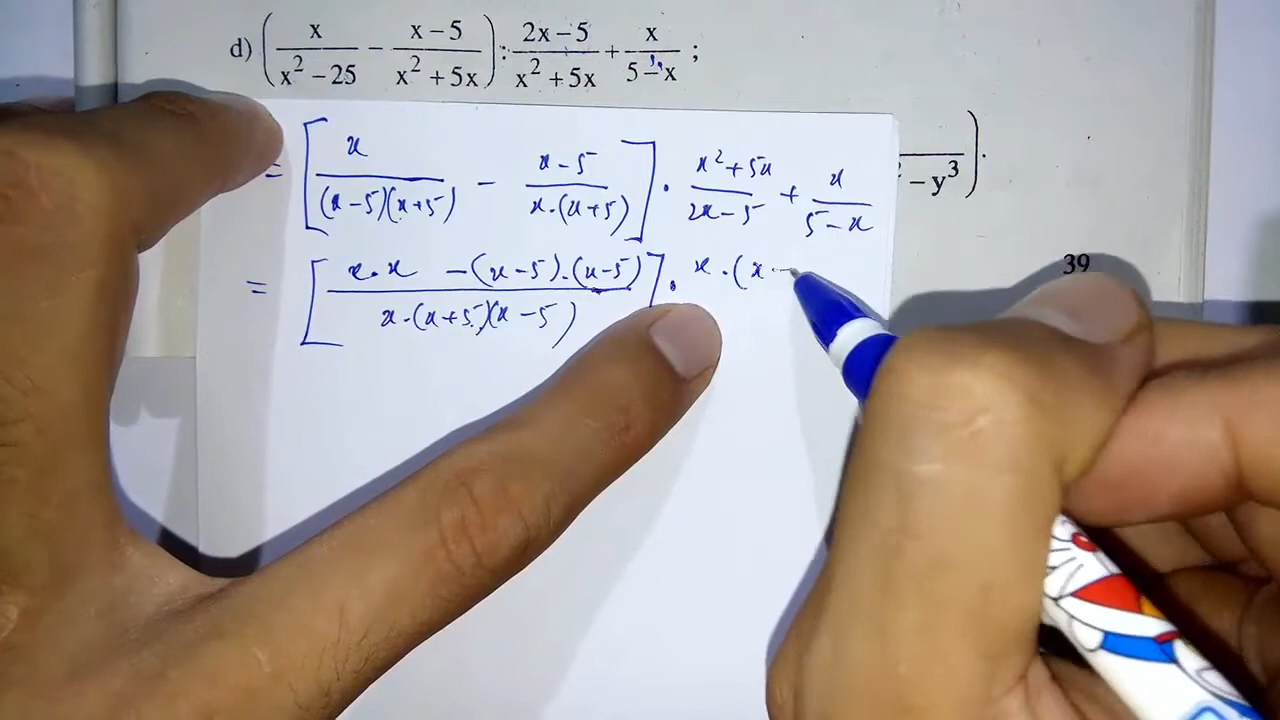 d) ( x/(x² − 25) − (x − 5)/(x² + 5x) ) : (2x − 5)/(x² + 5x) + x/(5 − x) ;
− y³ ) .
= [ x/((x−5)(x+5)) − (x−5)/(x.(x+5)) ] . (x²+5x)/(2x−5) + x/(5−x)
39
= [ (x.x −(x−5).(x−5))/(x.(x+5)(x−5)) ] . x.(x